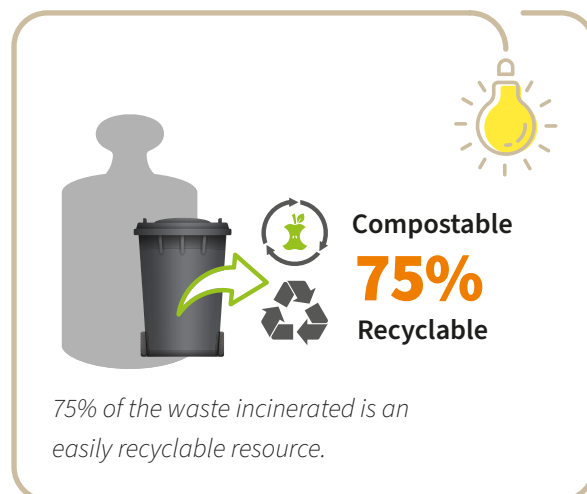 Compostable
75%
Recyclable
75% of the waste incinerated is an
easily recyclable resource.